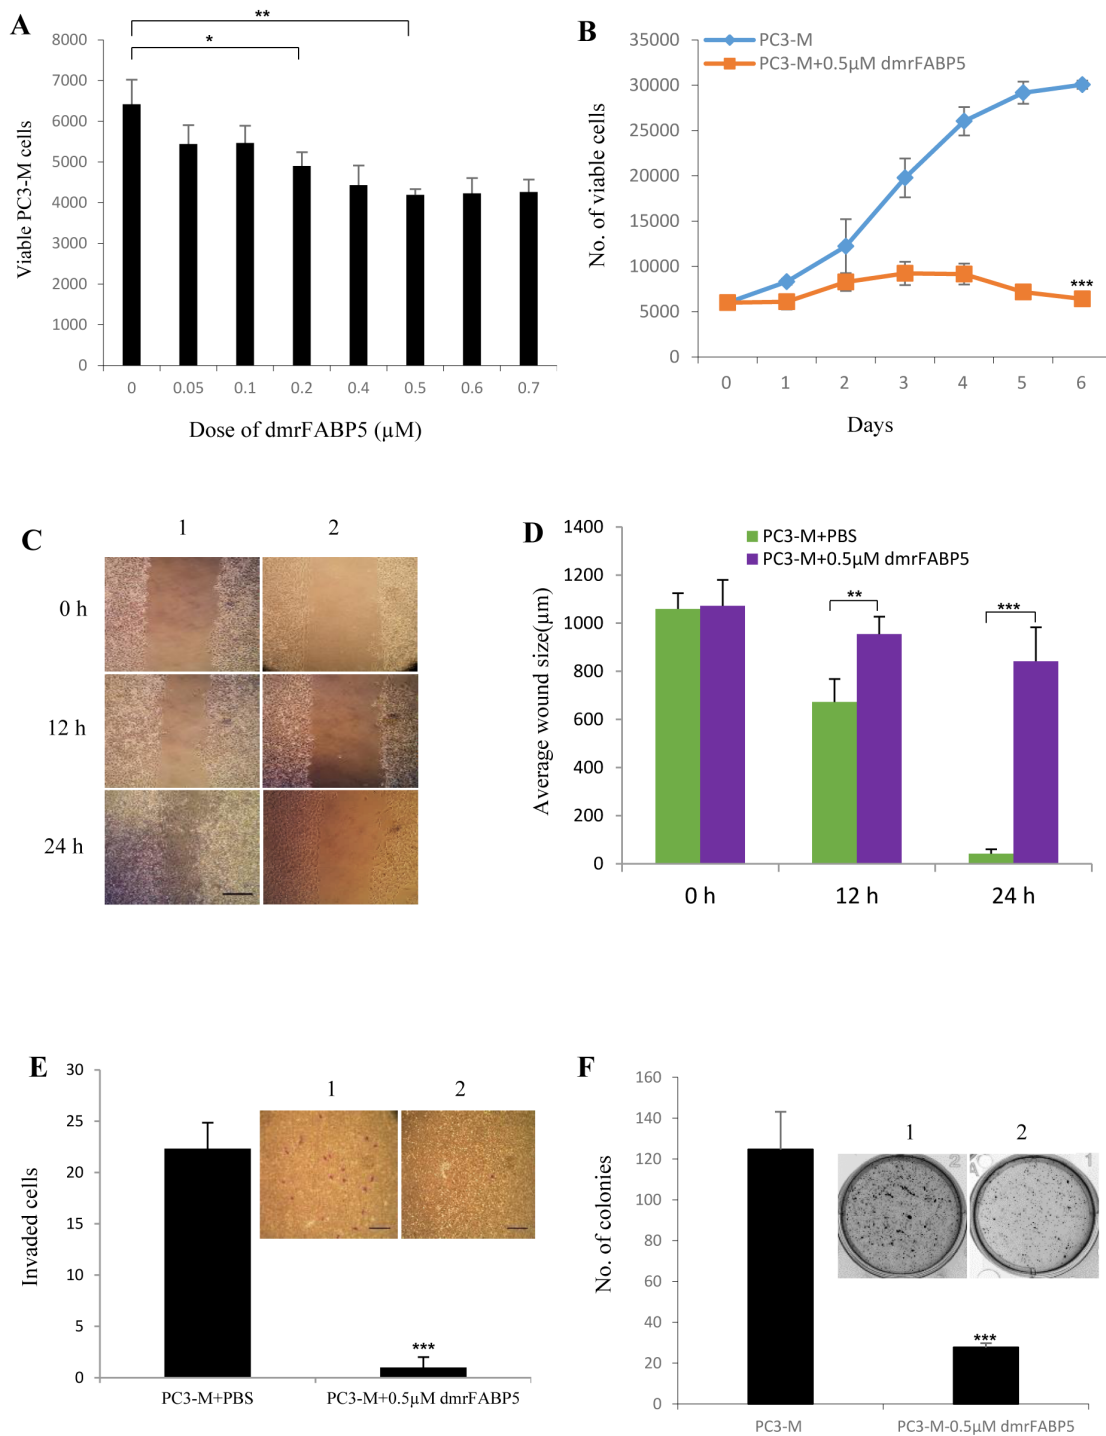 A
**
*
8000
7000
6000
5000
4000
3000
2000
1000
0
Viable PC3-M cells
0 0.05 0.1 0.2 0.4 0.5 0.6 0.7
Dose of dmrFABP5 (µM)
B
PC3-M
PC3-M+0.5µM dmrFABP5
35000
30000
25000
20000
15000
10000
5000
0
No. of viable cells
***
0 1 2 3 4 5 6
Days
C
1 2
0 h
12 h
24 h
D
PC3-M+PBS
PC3-M+0.5µM dmrFABP5
1400
1200
1000
800
600
400
200
0
Average wound size(µm)
**
***
0 h 12 h 24 h
E
30
25
20
15
10
5
0
Invaded cells
1 2
***
PC3-M+PBS PC3-M+0.5µM dmrFABP5
F
160
140
120
100
80
60
40
20
0
No. of colonies
1 2
2 1
***
PC3-M PC3-M-0.5µM dmrFABP5